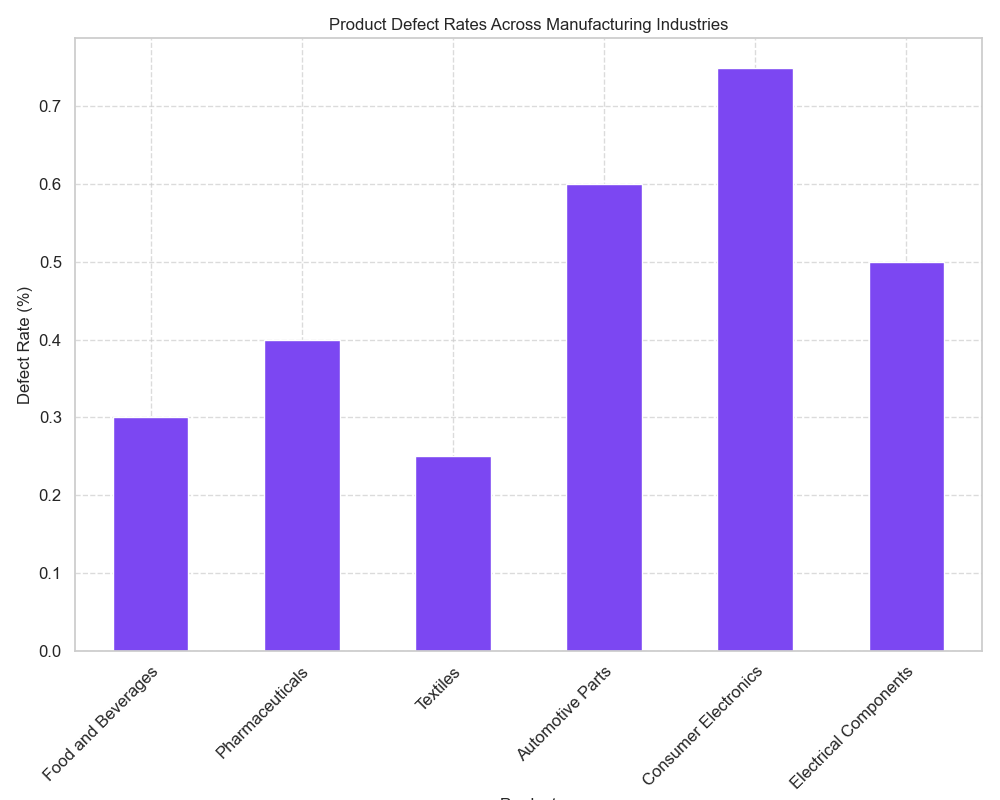 Product Defect Rates Across Manufacturing Industries
Defect Rate (%)
0.7
0.6
0.5
0.4
0.3
0.2
0.1
0.0
Food and Beverages
Pharmaceuticals
Textiles
Automotive Parts
Consumer Electronics
Electrical Components